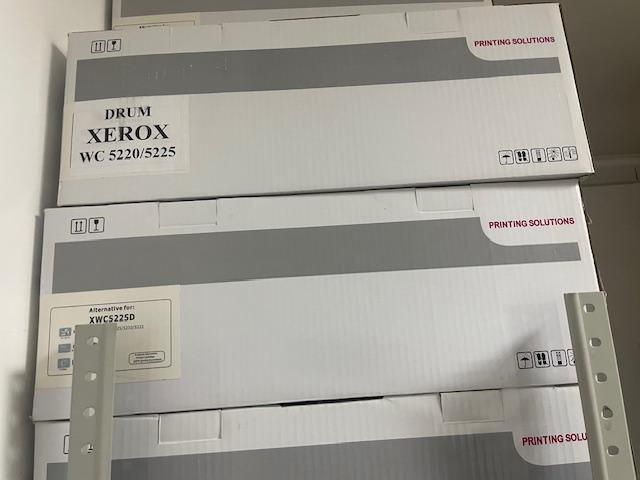 PRINTING SOLUTIONS
DRUM
XEROX
WC 5220/5225
PRINTING SOLUTIONS
Alternative for:
XWC5225D
PRINTING SOLU